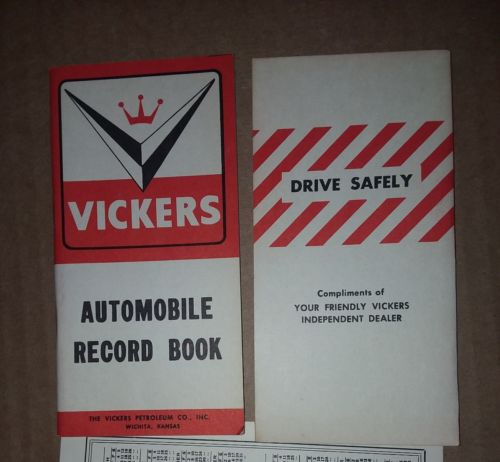 VICKERS
AUTOMOBILE
RECORD BOOK
THE VICKERS PETROLEUM CO., INC.
WICHITA, KANSAS
DRIVE SAFELY
Compliments of
YOUR FRIENDLY VICKERS
INDEPENDENT DEALER